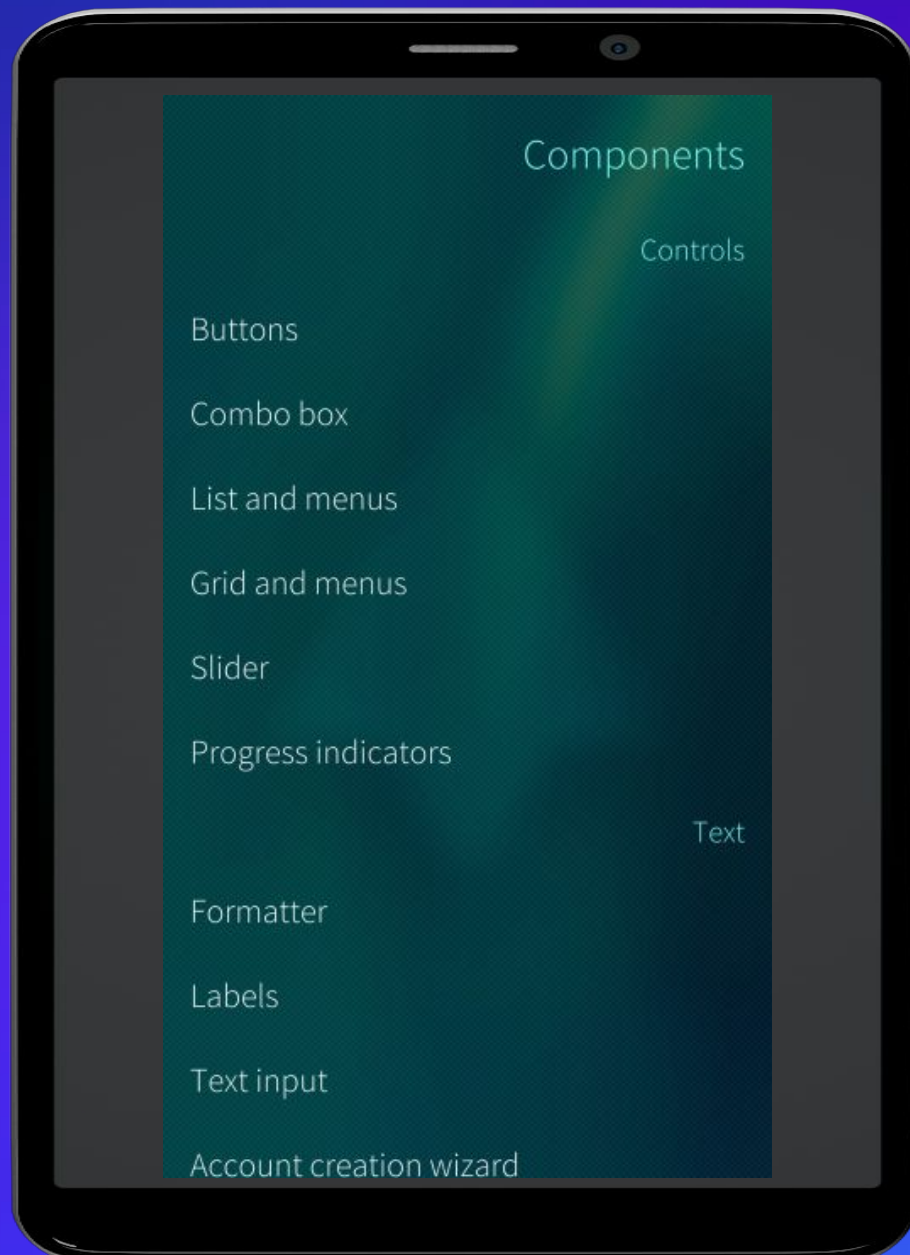 Components
Controls
Buttons
Combo box
List and menus
Grid and menus
Slider
Progress indicators
Text
Formatter
Labels
Text input
Account creation wizard